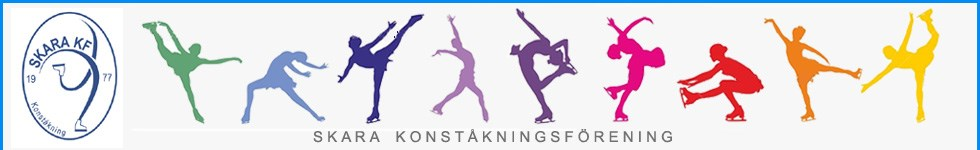 SKARA KF
19 77
Konståkning
SKARA KONSTÅKNINGSFÖRENING